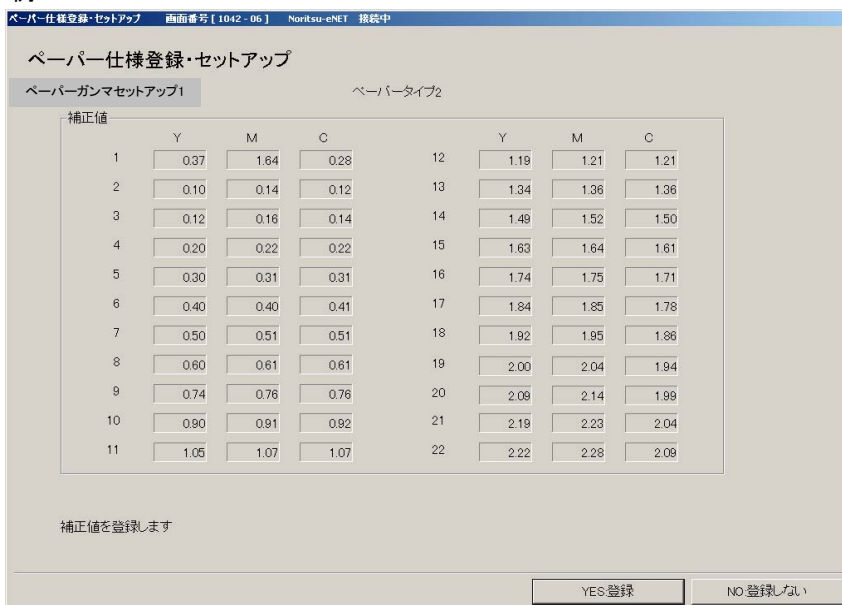 ペーパー仕様登録・セットアップ 画面番号 [ 1042 - 06 ] Noritsu-eNET 接続中
ペーパー仕様登録・セットアップ
ペーパーガンマセットアップ1 ペーパータイプ2
補正値
Y M C Y M C
1 0.37 1.64 0.28 12 1.19 1.21 1.21
2 0.10 0.14 0.12 13 1.34 1.36 1.36
3 0.12 0.16 0.14 14 1.49 1.52 1.50
4 0.20 0.22 0.22 15 1.63 1.64 1.61
5 0.30 0.31 0.31 16 1.74 1.75 1.71
6 0.40 0.40 0.41 17 1.84 1.85 1.78
7 0.50 0.51 0.51 18 1.92 1.95 1.86
8 0.60 0.61 0.61 19 2.00 2.04 1.94
9 0.74 0.76 0.76 20 2.09 2.14 1.99
10 0.90 0.91 0.92 21 2.19 2.23 2.04
11 1.05 1.07 1.07 22 2.22 2.28 2.09
補正値を登録します
YES:登録 NO:登録しない